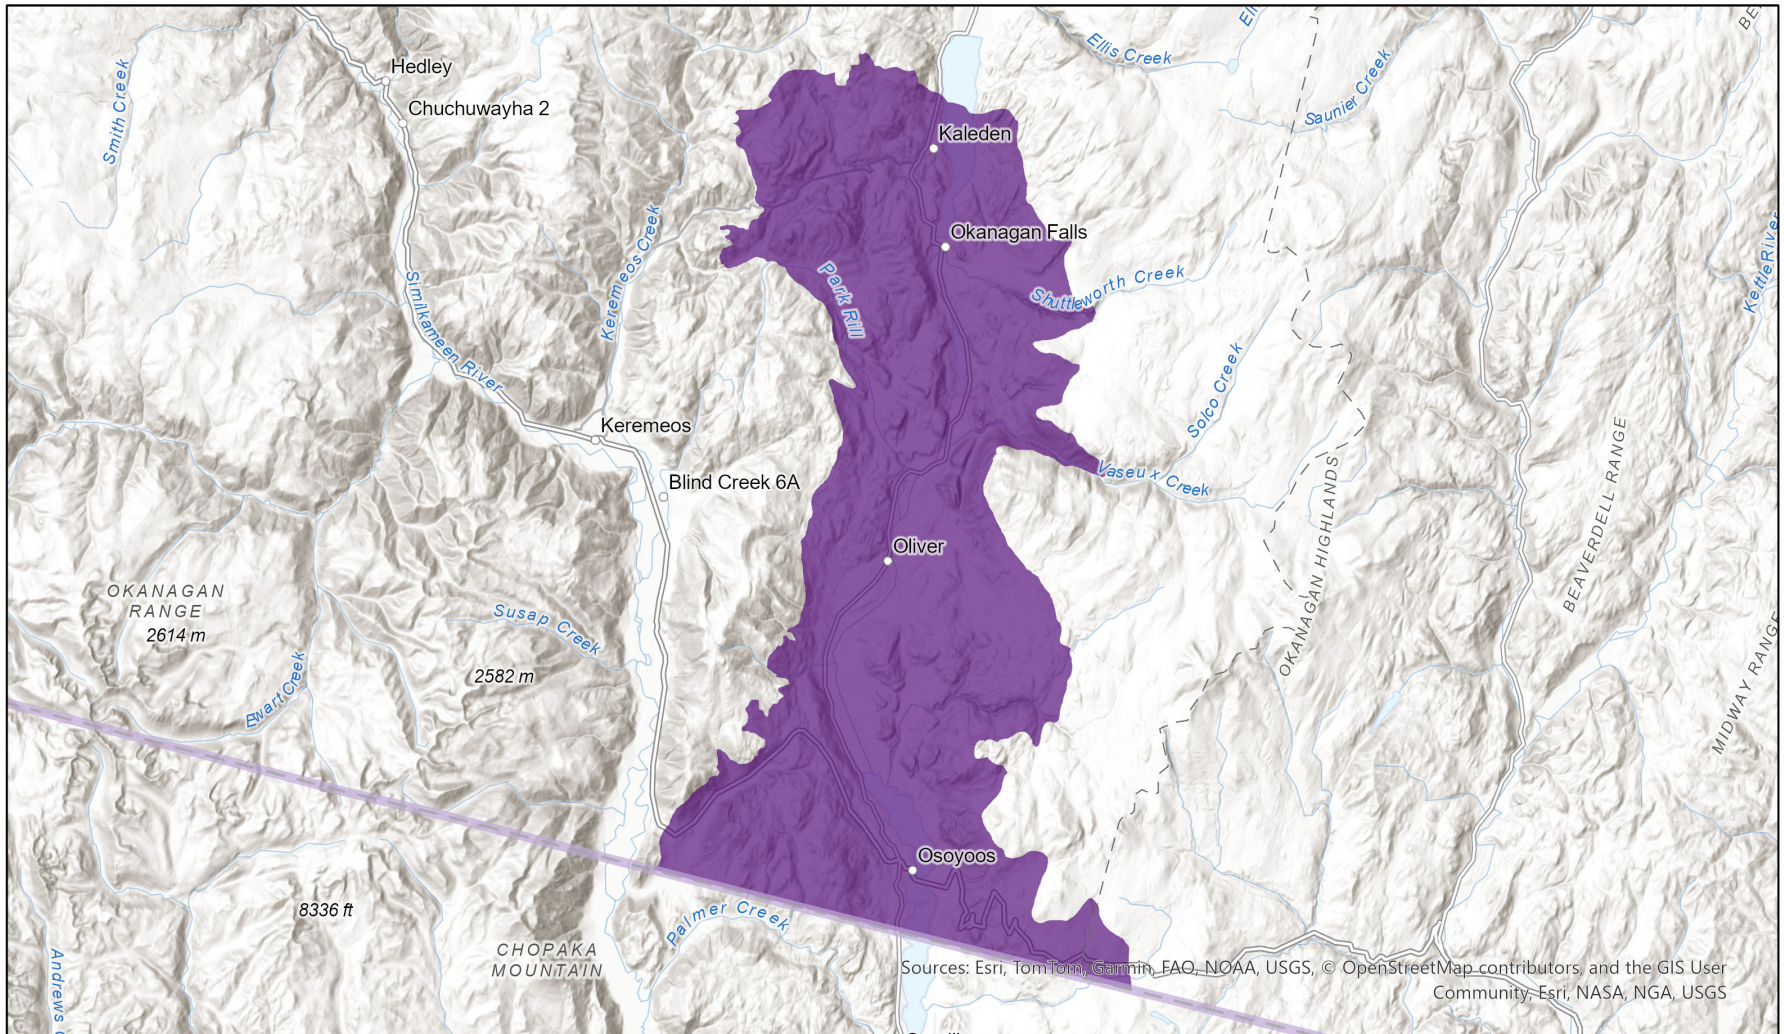 Hedley
Chuchuwayha 2
Smith Creek
Ellis Creek
Saunier Creek
Kaleden
Okanagan Falls
Keremeos Creek
Similkameen River
Park Rill
Shuttleworth Creek
Kettle River
Solco Creek
Keremeos
Blind Creek 6A
Vaseux Creek
Oliver
OKANAGAN HIGHLANDS
BEAVERDELL RANGE
MIDWAY RANGE
OKANAGAN
RANGE
2614 m
Susap Creek
2582 m
Ewart Creek
Osoyoos
8336 ft
Palmer Creek
CHOPAKA
MOUNTAIN
Andrews
Sources: Esri, TomTom, Garmin, FAO, NOAA, USGS, © OpenStreetMap contributors, and the GIS User
Community, Esri, NASA, NGA, USGS